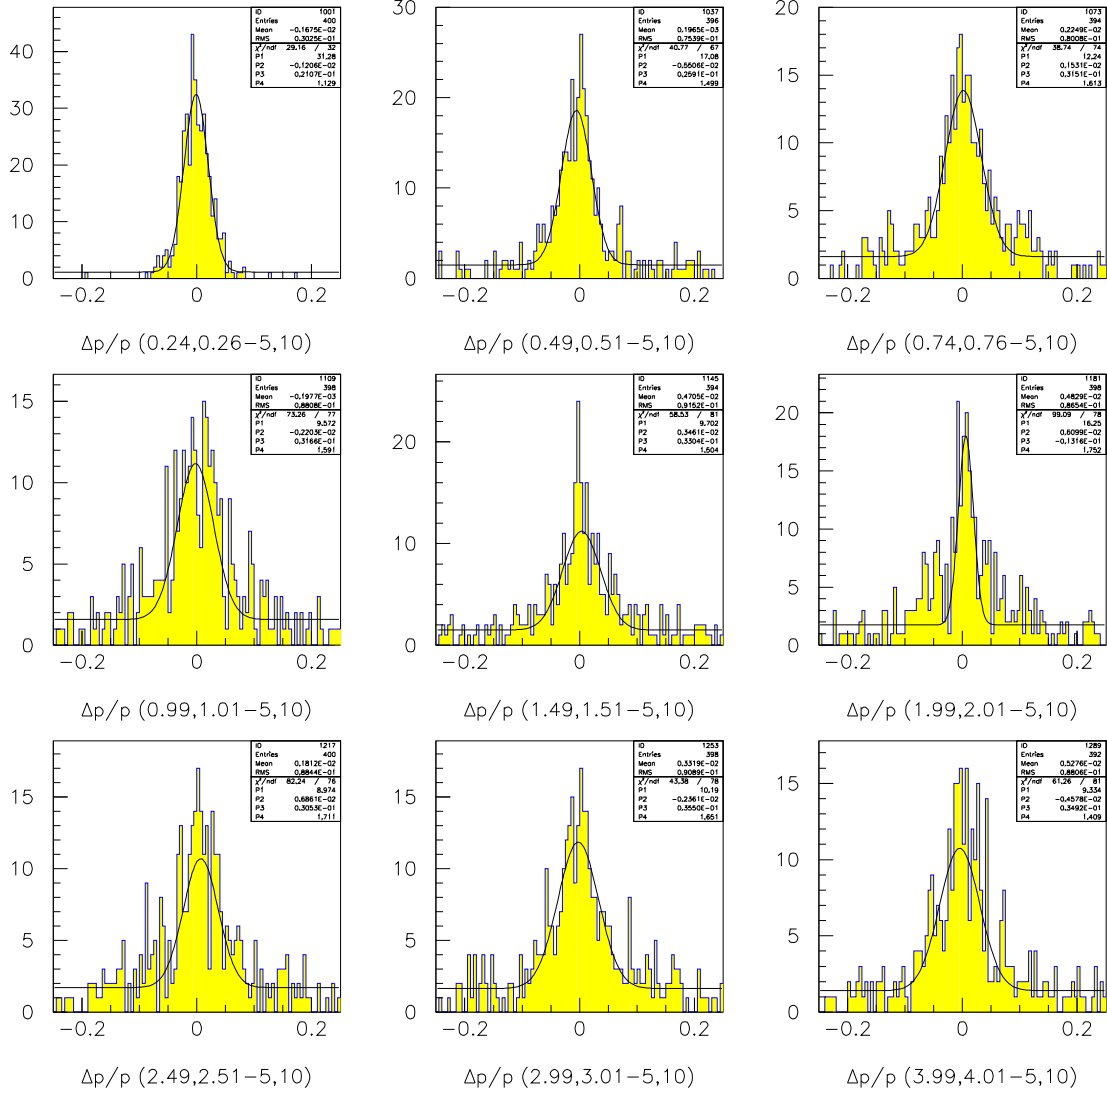 ID 1001
Entries 400
Mean -0.1675E-02
RMS 0.3025E-01
χ²/ndf 29.16 / 32
P1 31.28
P2 -0.1206E-02
P3 0.2107E-01
P4 1.129
40
30
20
10
0
-0.2 0 0.2
Δp/p (0.24,0.26-5,10)
ID 1037
Entries 396
Mean 0.1965E-03
RMS 0.7539E-01
χ²/ndf 40.77 / 67
P1 17.08
P2 -0.5506E-02
P3 0.2591E-01
P4 1.499
30
20
10
0
-0.2 0 0.2
Δp/p (0.49,0.51-5,10)
ID 1073
Entries 394
Mean 0.2249E-02
RMS 0.8008E-01
χ²/ndf 38.74 / 74
P1 12.24
P2 0.1531E-02
P3 0.3151E-01
P4 1.613
20
15
10
5
0
-0.2 0 0.2
Δp/p (0.74,0.76-5,10)
ID 1109
Entries 398
Mean -0.1977E-03
RMS 0.8808E-01
χ²/ndf 73.26 / 77
P1 9.572
P2 -0.2203E-02
P3 0.3166E-01
P4 1.591
15
10
5
0
-0.2 0 0.2
Δp/p (0.99,1.01-5,10)
ID 1145
Entries 394
Mean 0.4705E-02
RMS 0.9152E-01
χ²/ndf 58.53 / 81
P1 9.702
P2 0.3461E-02
P3 0.3304E-01
P4 1.504
20
10
0
-0.2 0 0.2
Δp/p (1.49,1.51-5,10)
ID 1181
Entries 398
Mean 0.4829E-02
RMS 0.8654E-01
χ²/ndf 99.09 / 78
P1 16.25
P2 0.6099E-02
P3 -0.1316E-01
P4 1.752
20
15
10
5
0
-0.2 0 0.2
Δp/p (1.99,2.01-5,10)
ID 1217
Entries 400
Mean 0.1812E-02
RMS 0.8844E-01
χ²/ndf 82.24 / 76
P1 8.974
P2 0.6861E-02
P3 0.3053E-01
P4 1.711
15
10
5
0
-0.2 0 0.2
Δp/p (2.49,2.51-5,10)
ID 1253
Entries 398
Mean 0.3319E-02
RMS 0.9089E-01
χ²/ndf 43.38 / 78
P1 10.19
P2 -0.2361E-02
P3 0.3550E-01
P4 1.651
15
10
5
0
-0.2 0 0.2
Δp/p (2.99,3.01-5,10)
ID 1289
Entries 392
Mean 0.5276E-02
RMS 0.8806E-01
χ²/ndf 61.26 / 81
P1 9.334
P2 -0.4578E-02
P3 0.3492E-01
P4 1.409
15
10
5
0
-0.2 0 0.2
Δp/p (3.99,4.01-5,10)